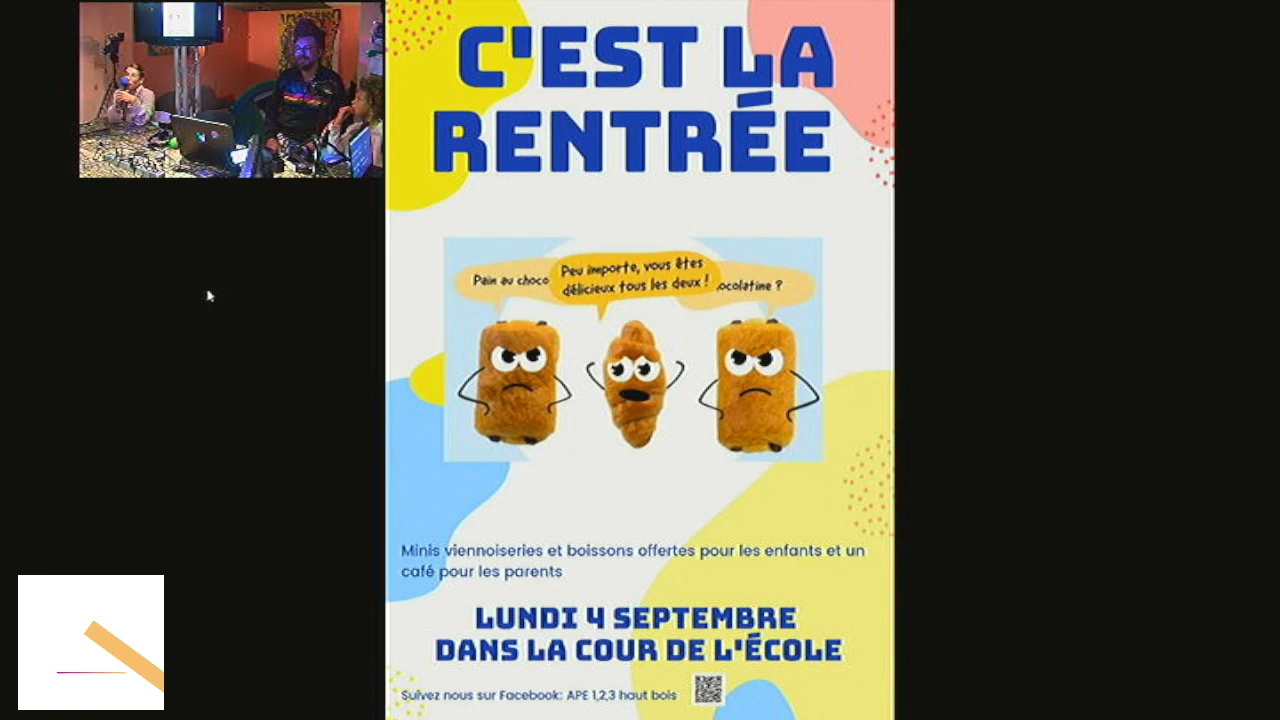 C'EST LA
RENTRÉE
Pain au choco
Peu importe, vous êtes
délicieux tous les deux !
ocolatine ?
Minis viennoiseries et boissons offertes pour les enfants et un
café pour les parents
LUNDI 4 SEPTEMBRE
DANS LA COUR DE L'ÉCOLE
Suivez nous sur Facebook: APE 1,2,3 haut bois